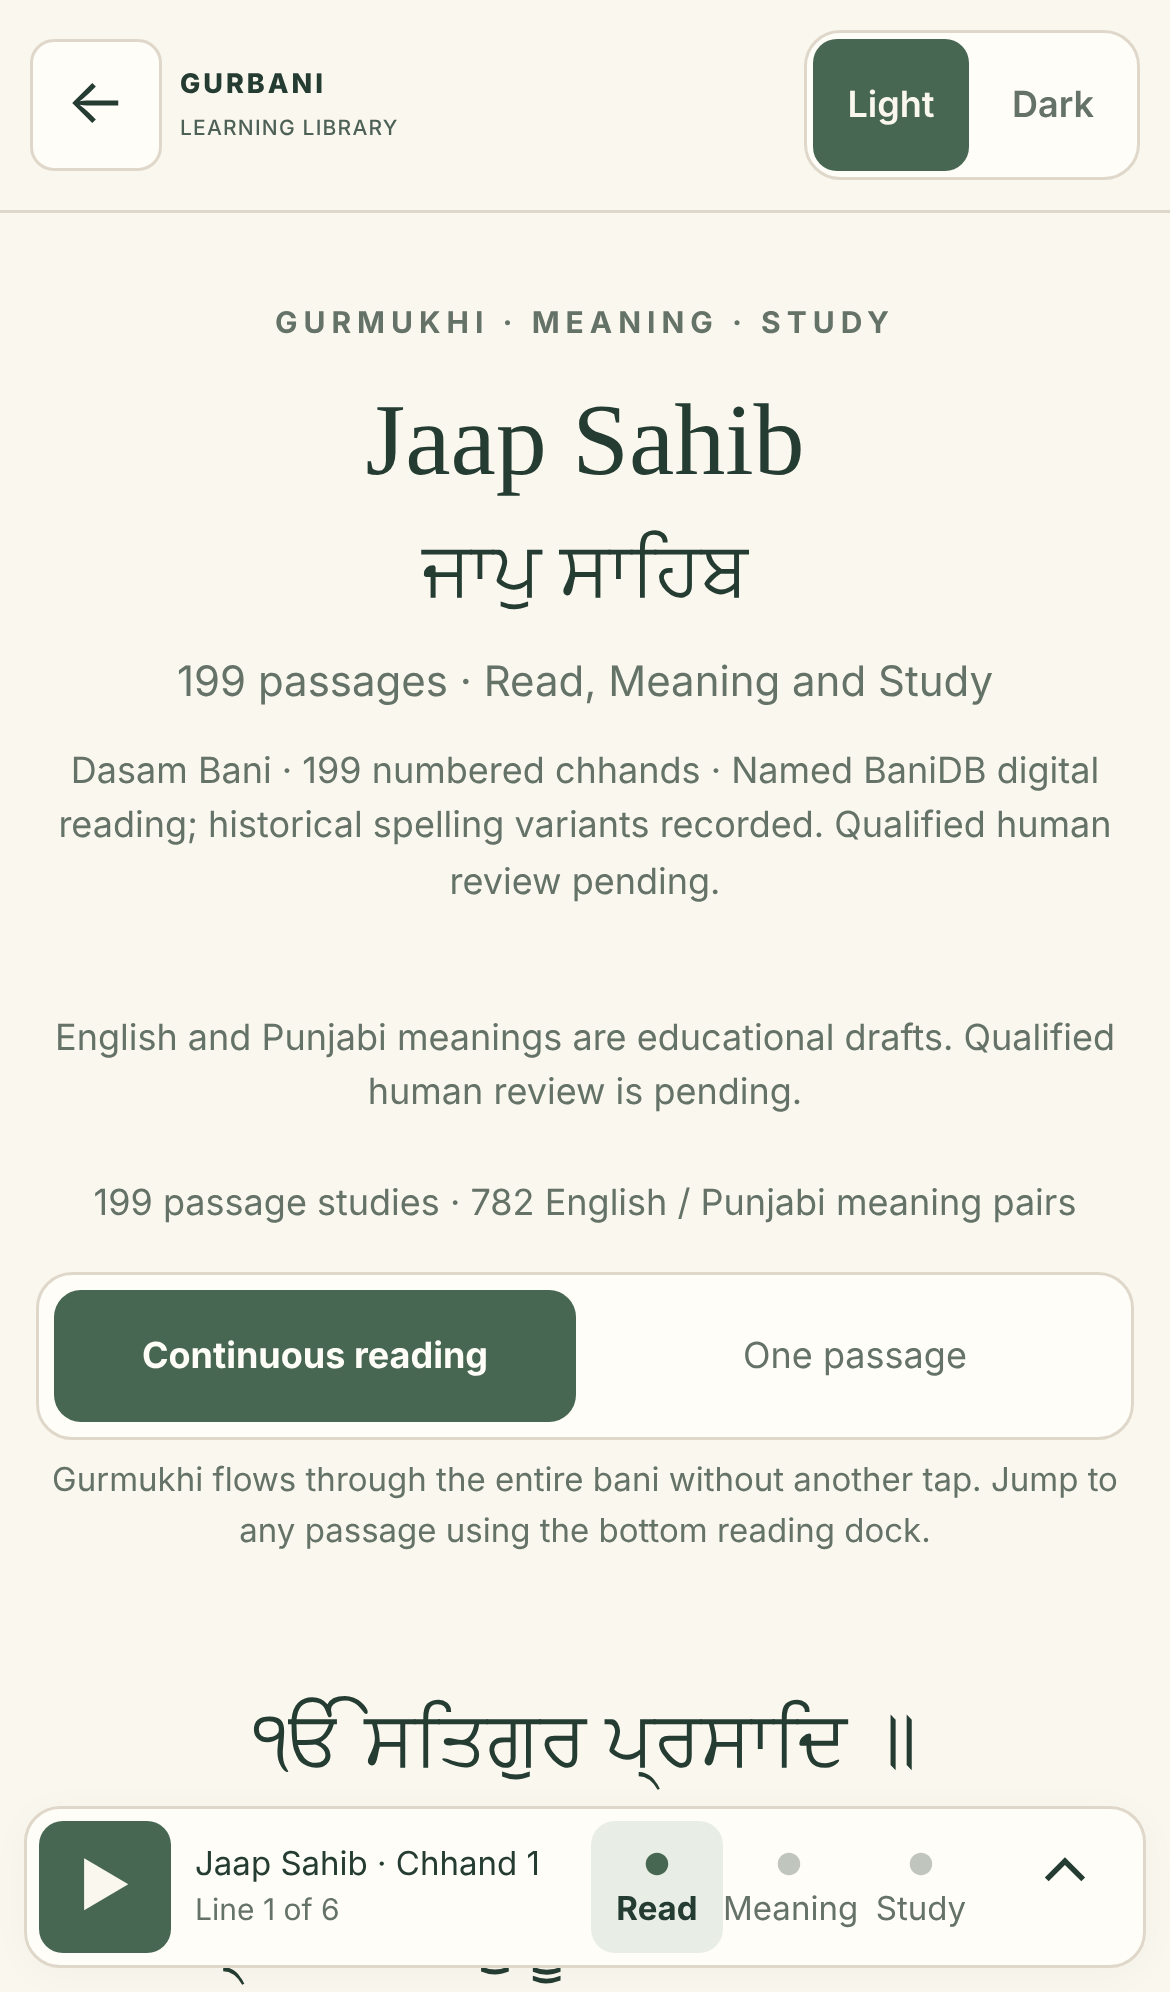 GURBANI
LEARNING LIBRARY
Light
Dark
GURMUKHI · MEANING · STUDY
Jaap Sahib
ਜਾਪੁ ਸਾਹਿਬ
199 passages · Read, Meaning and Study
Dasam Bani · 199 numbered chhands · Named BaniDB digital
reading; historical spelling variants recorded. Qualified human
review pending.
English and Punjabi meanings are educational drafts. Qualified
human review is pending.
199 passage studies · 782 English / Punjabi meaning pairs
Continuous reading
One passage
Gurmukhi flows through the entire bani without another tap. Jump to
any passage using the bottom reading dock.
ੴ ਸਤਿਗੁਰ ਪ੍ਰਸਾਦਿ ॥
Jaap Sahib · Chhand 1
Line 1 of 6
Read
Meaning
Study